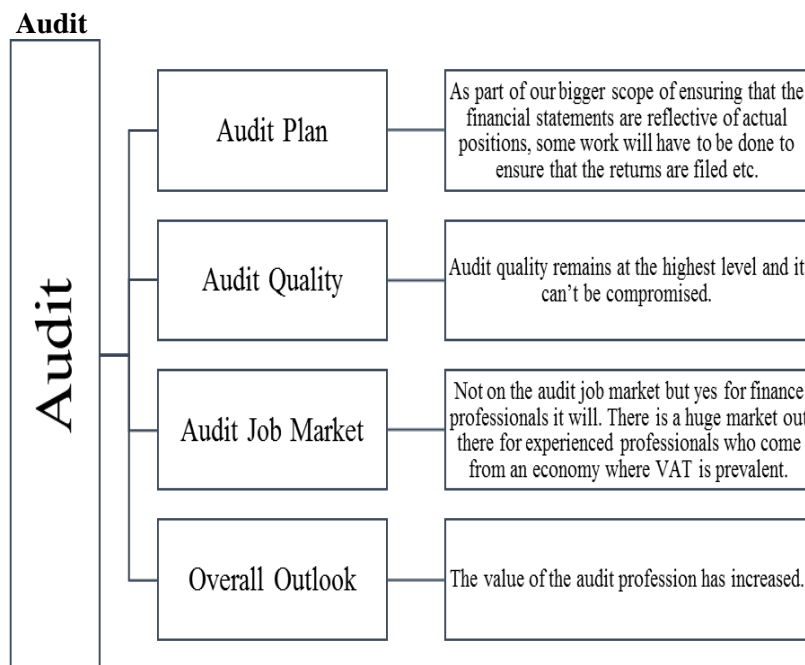 Audit
Audit
Audit Plan
As part of our bigger scope of ensuring that the
financial statements are reflective of actual
positions, some work will have to be done to
ensure that the returns are filed etc.
Audit Quality
Audit quality remains at the highest level and it
can't be compromised.
Audit Job Market
Not on the audit job market but yes for finance
professionals it will. There is a huge market out
there for experienced professionals who come
from an economy where VAT is prevalent.
Overall Outlook
The value of the audit profession has increased.